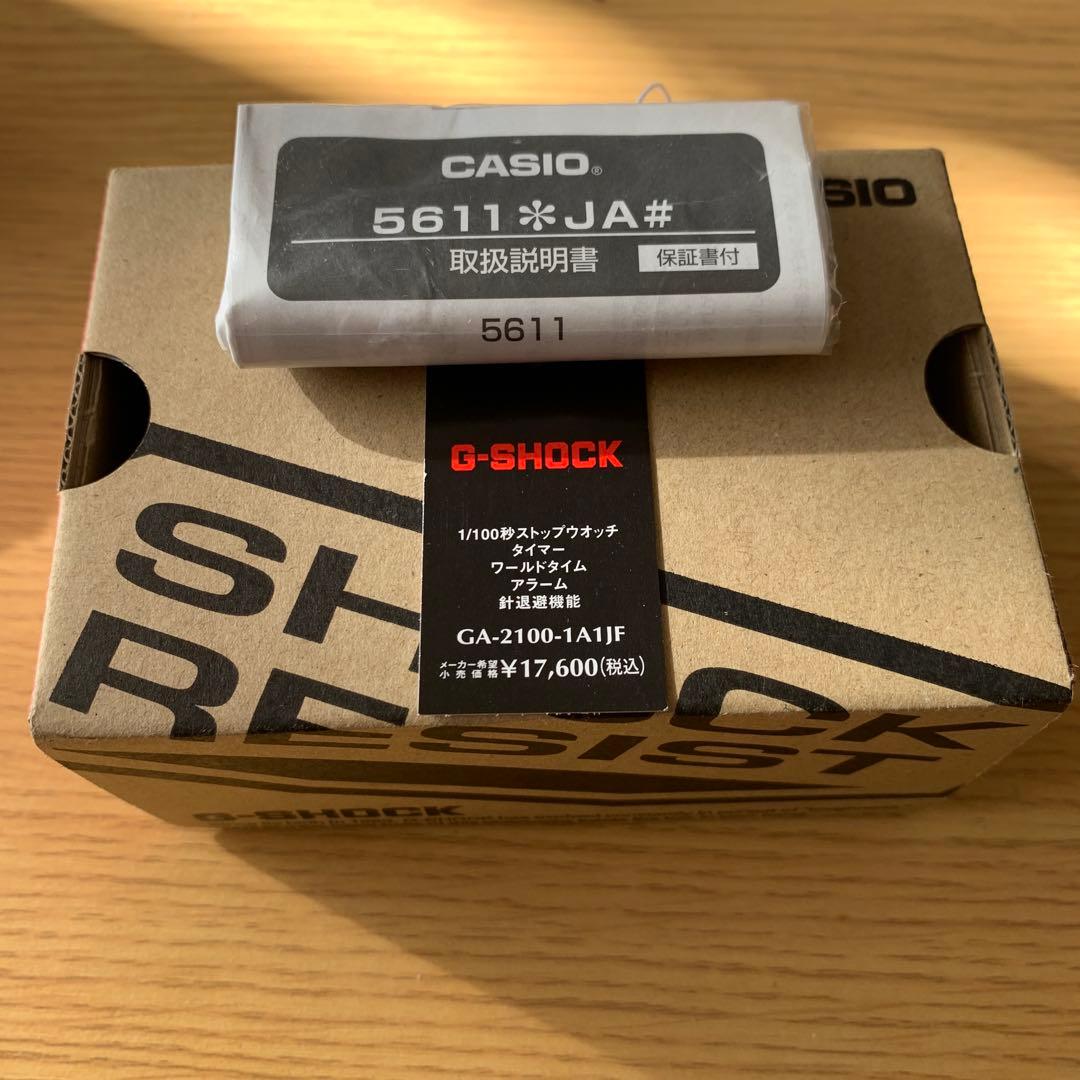 CASIO®
5611✻JA#
取扱説明書 保証書付
5611
SIO
G-SHOCK
1/100秒ストップウオッチ
タイマー
ワールドタイム
アラーム
針退避機能
GA-2100-1A1JF
メーカー希望
小売価格 ¥17,600(税込)
SH OCK
RESIST
G-SHOCK